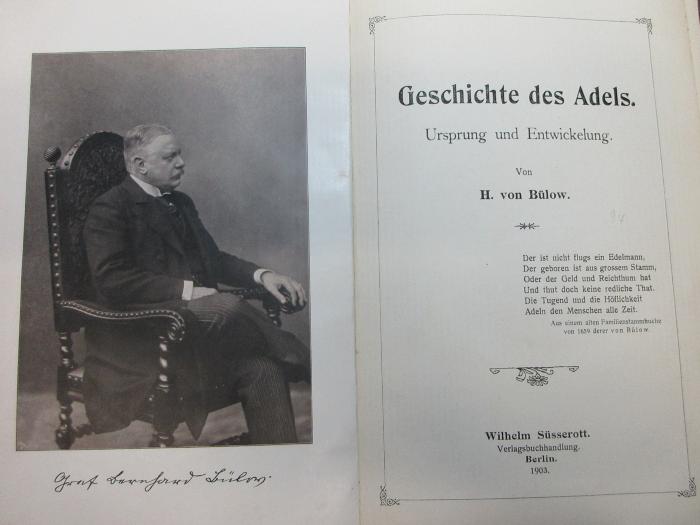 Graf Bernhard Bülow.
Geschichte des Adels.
Ursprung und Entwickelung.
Von
H. von Bülow.
Der ist nicht flugs ein Edelmann,
Der geboren ist aus grossem Stamm,
Oder der Geld und Reichthum hat
Und thut doch keine redliche That.
Die Tugend und die Höflichkeit
Adeln den Menschen alle Zeit.
Aus einem alten Familienstammbuche
von 1659 derer von Bülow.
Wilhelm Süsserott.
Verlagsbuchhandlung.
Berlin.
1903.